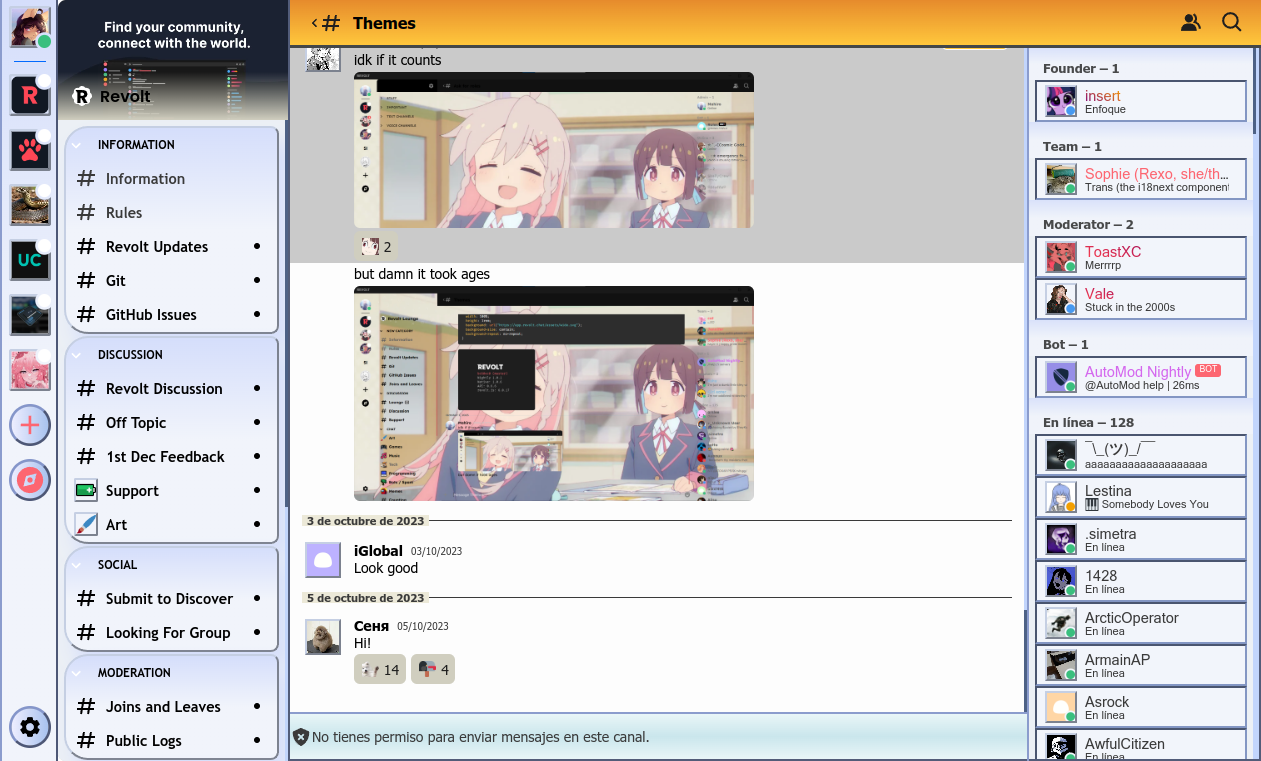 Find your community,
connect with the world.
Revolt
INFORMATION
Information
Rules
Revolt Updates
Git
GitHub Issues
DISCUSSION
Revolt Discussion
Off Topic
1st Dec Feedback
Support
Art
SOCIAL
Submit to Discover
Looking For Group
MODERATION
Joins and Leaves
Public Logs
R
UC
Themes
idk if it counts
2
but damn it took ages
REVOLT
3 de octubre de 2023
iGlobal 03/10/2023
Look good
5 de octubre de 2023
Сеня 05/10/2023
Hi!
14 4
No tienes permiso para enviar mensajes en este canal.
Founder – 1
insert
Enfoque
Team – 1
Sophie (Rexo, she/th...
Trans (the i18next component
Moderator – 2
ToastXC
Merrrrp
Vale
Stuck in the 2000s
Bot – 1
AutoMod Nightly BOT
@AutoMod help | 26ms
En línea – 128
(ツ)_/
aaaaaaaaaaaaaaaaaaaa
Lestina
🎹 Somebody Loves You
.simetra
En línea
1428
En línea
ArcticOperator
En línea
ArmainAP
En línea
Asrock
En línea
AwfulCitizen
En línea